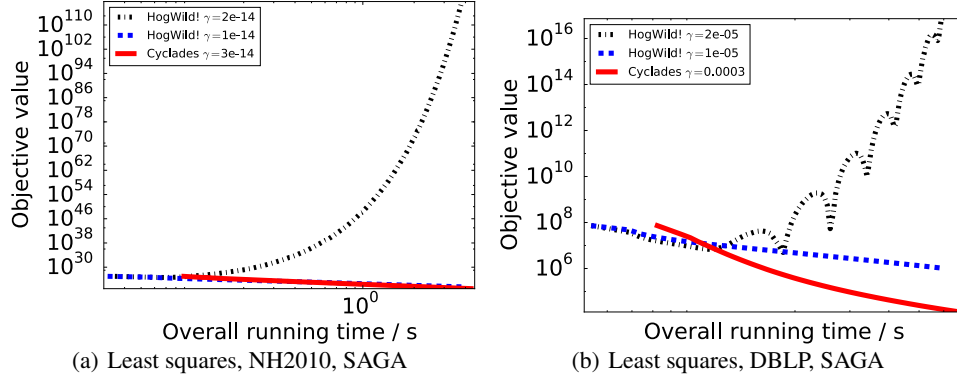 HogWild! γ=2e-14
HogWild! γ=1e-14
Cyclades γ=3e-14
10^110
10^102
10^94
10^86
10^78
10^70
10^62
10^54
10^46
10^38
10^30
10^0
Objective value
Overall running time / s
(a) Least squares, NH2010, SAGA
HogWild! γ=2e-05
HogWild! γ=1e-05
Cyclades γ=0.0003
10^16
10^14
10^12
10^10
10^8
10^6
Objective value
Overall running time / s
(b) Least squares, DBLP, SAGA